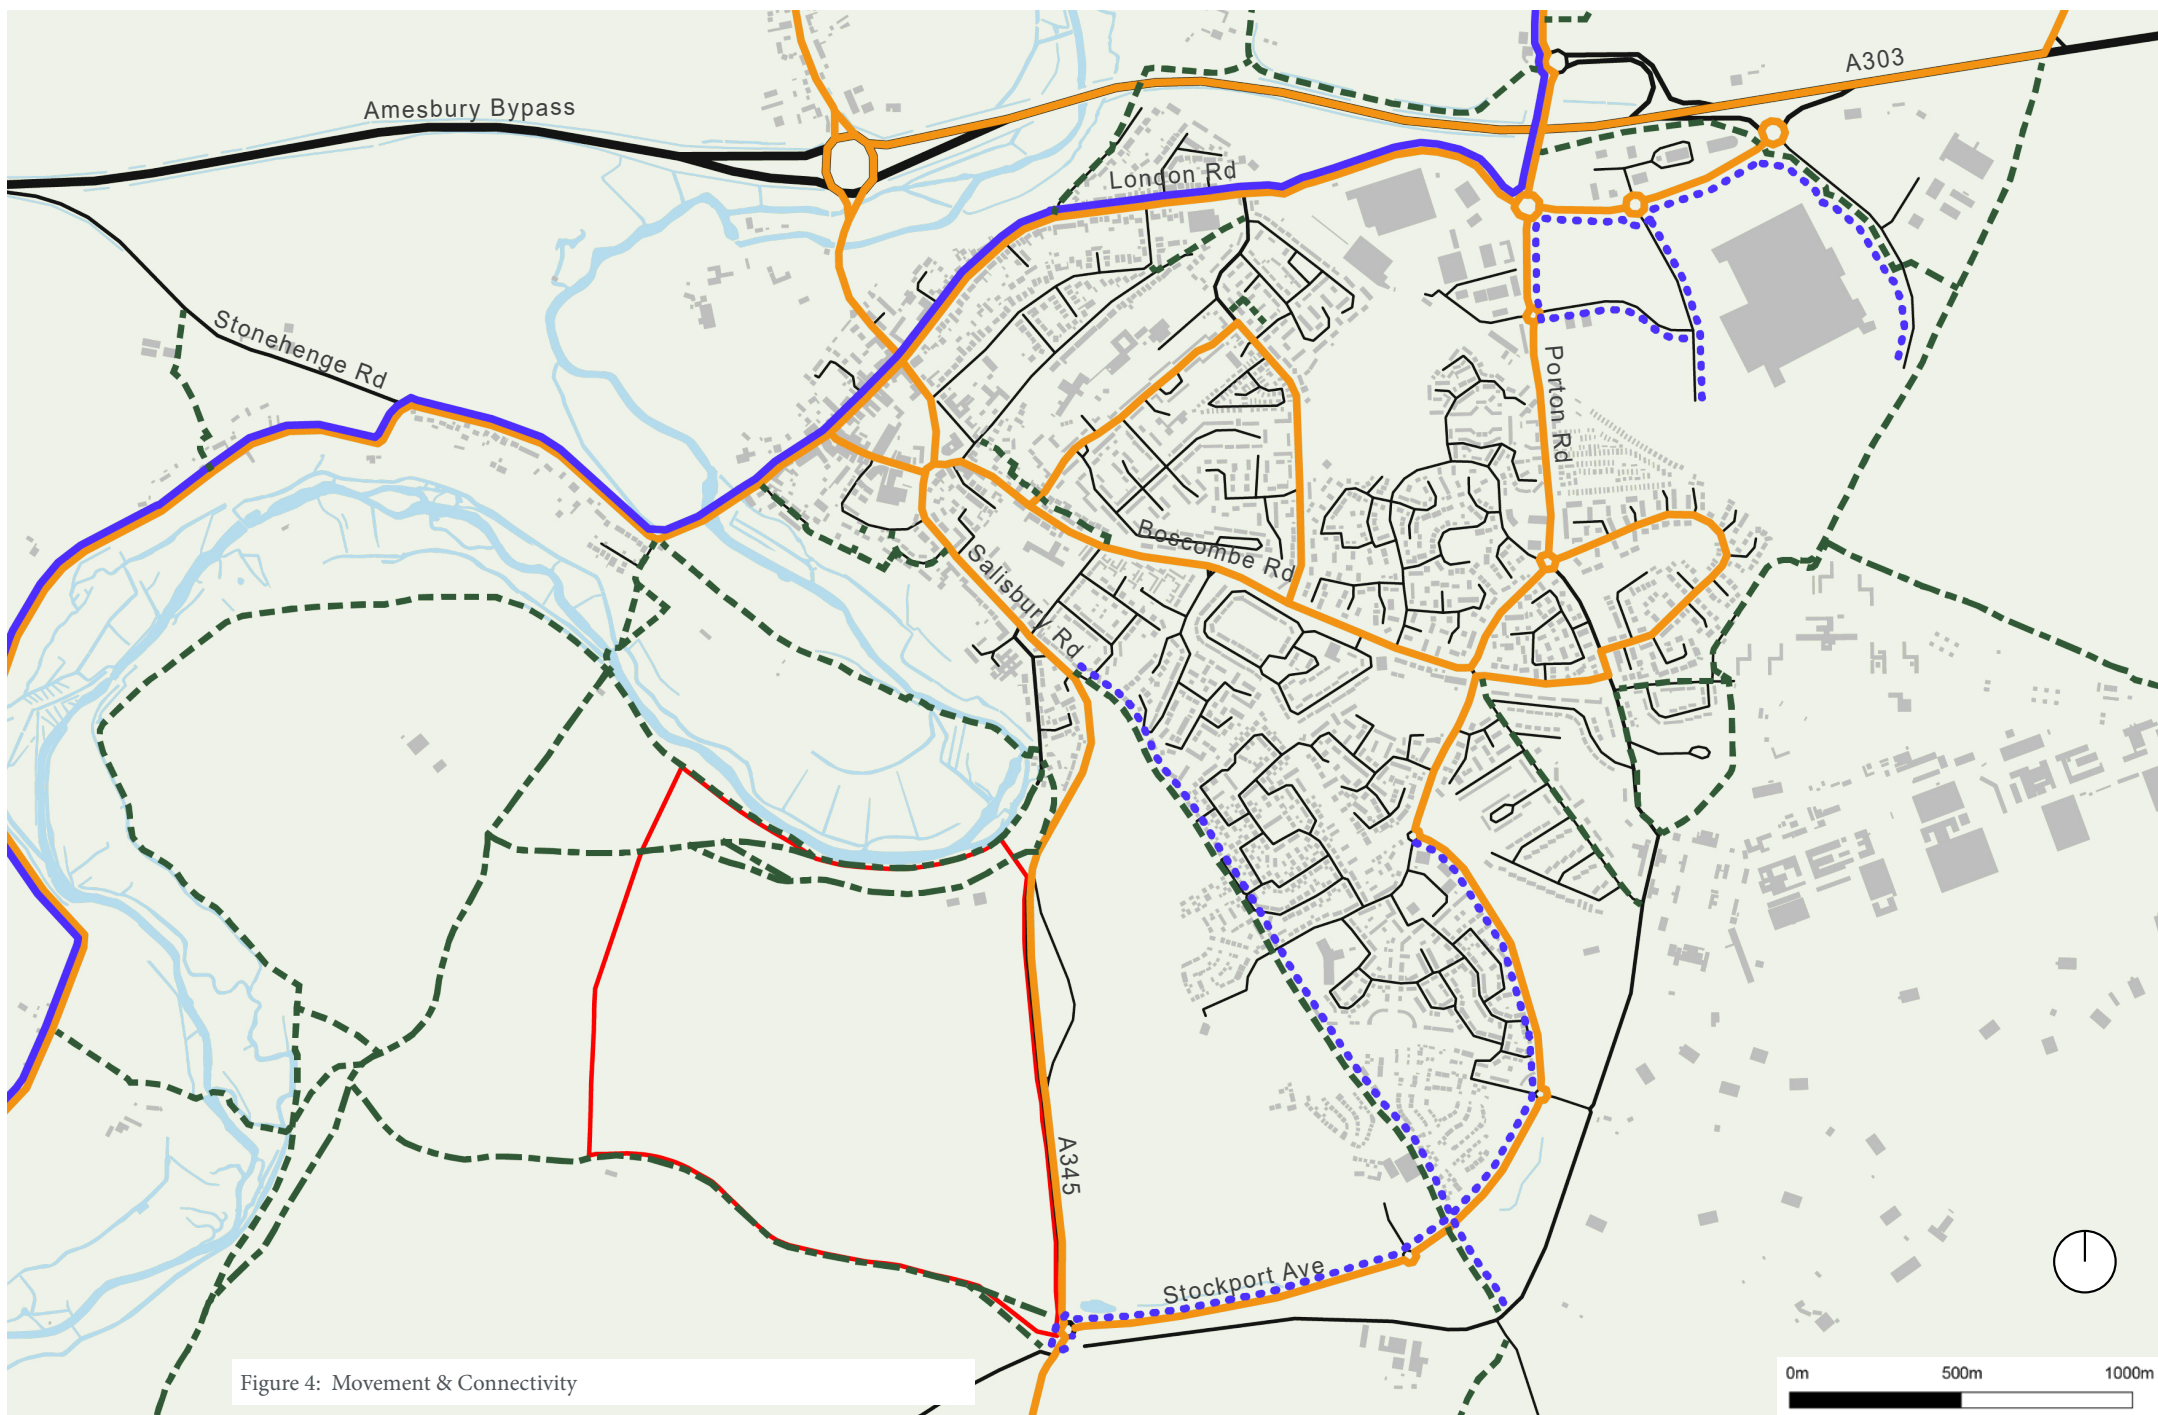 A303
Amesbury Bypass
London Rd
Stonehenge Rd
Porton Rd
Boscombe Rd
Salisbury Rd
A345
Stockport Ave
Figure 4: Movement & Connectivity
0m 500m 1000m